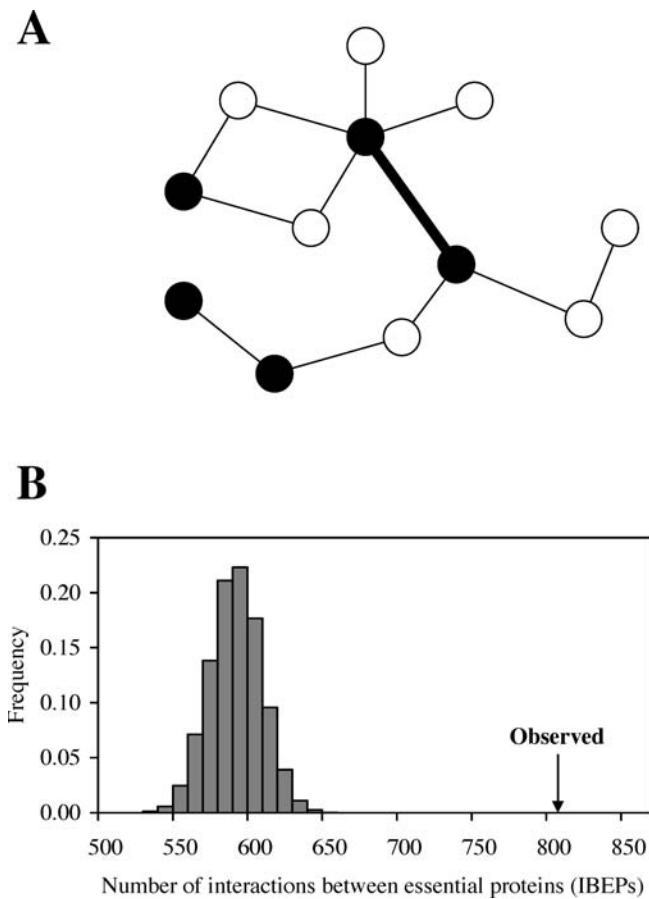 A
B
0.25
0.20
0.15
0.10
0.05
0.00
Frequency
Observed
500 550 600 650 700 750 800 850
Number of interactions between essential proteins (IBEPs)